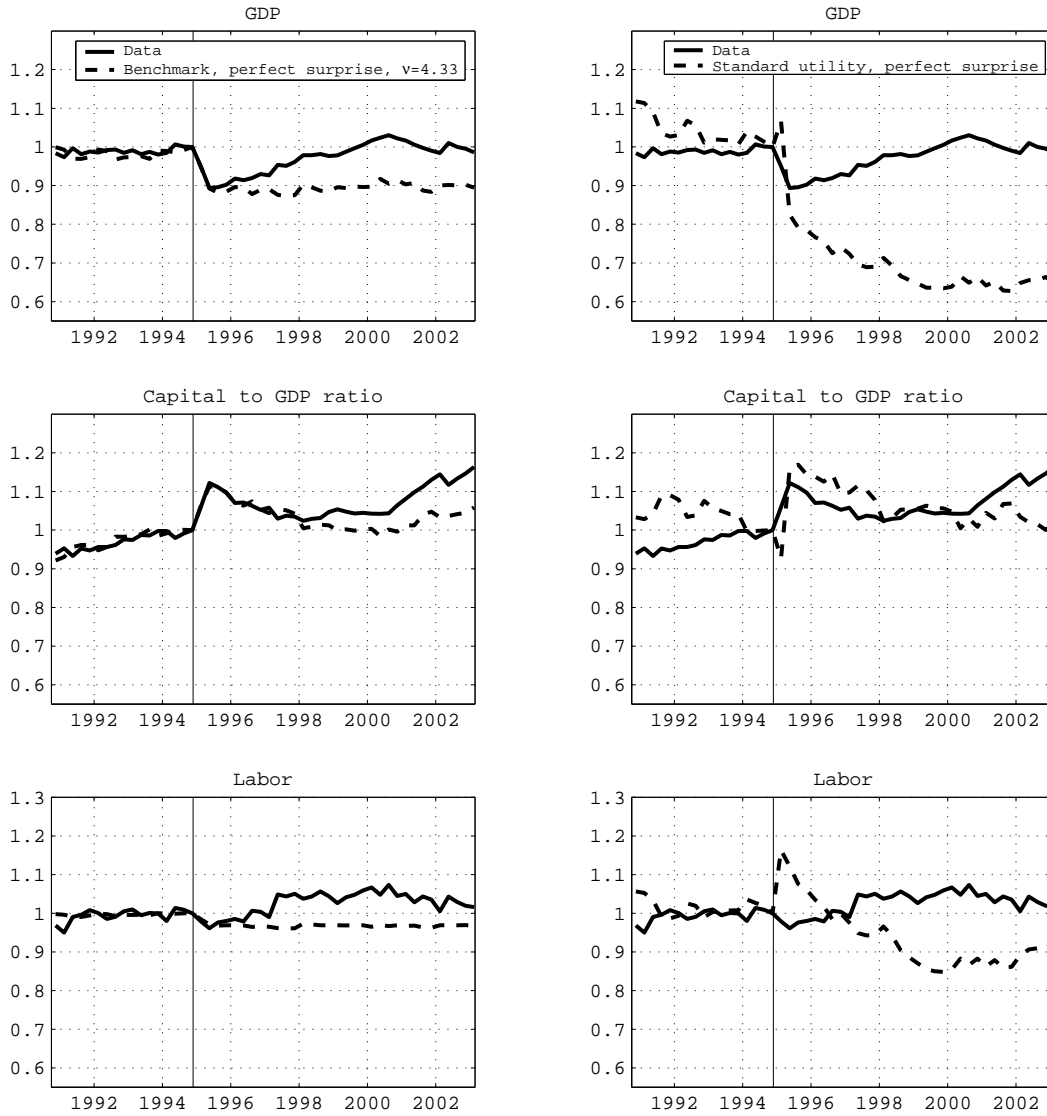 GDP
Data
Benchmark, perfect surprise, ν=4.33
1.2
1.1
1
0.9
0.8
0.7
0.6
1992 1994 1996 1998 2000 2002
GDP
Data
Standard utility, perfect surprise
1.2
1.1
1
0.9
0.8
0.7
0.6
1992 1994 1996 1998 2000 2002
Capital to GDP ratio
1.2
1.1
1
0.9
0.8
0.7
0.6
1992 1994 1996 1998 2000 2002
Capital to GDP ratio
1.2
1.1
1
0.9
0.8
0.7
0.6
1992 1994 1996 1998 2000 2002
Labor
1.3
1.2
1.1
1
0.9
0.8
0.7
0.6
1992 1994 1996 1998 2000 2002
Labor
1.3
1.2
1.1
1
0.9
0.8
0.7
0.6
1992 1994 1996 1998 2000 2002